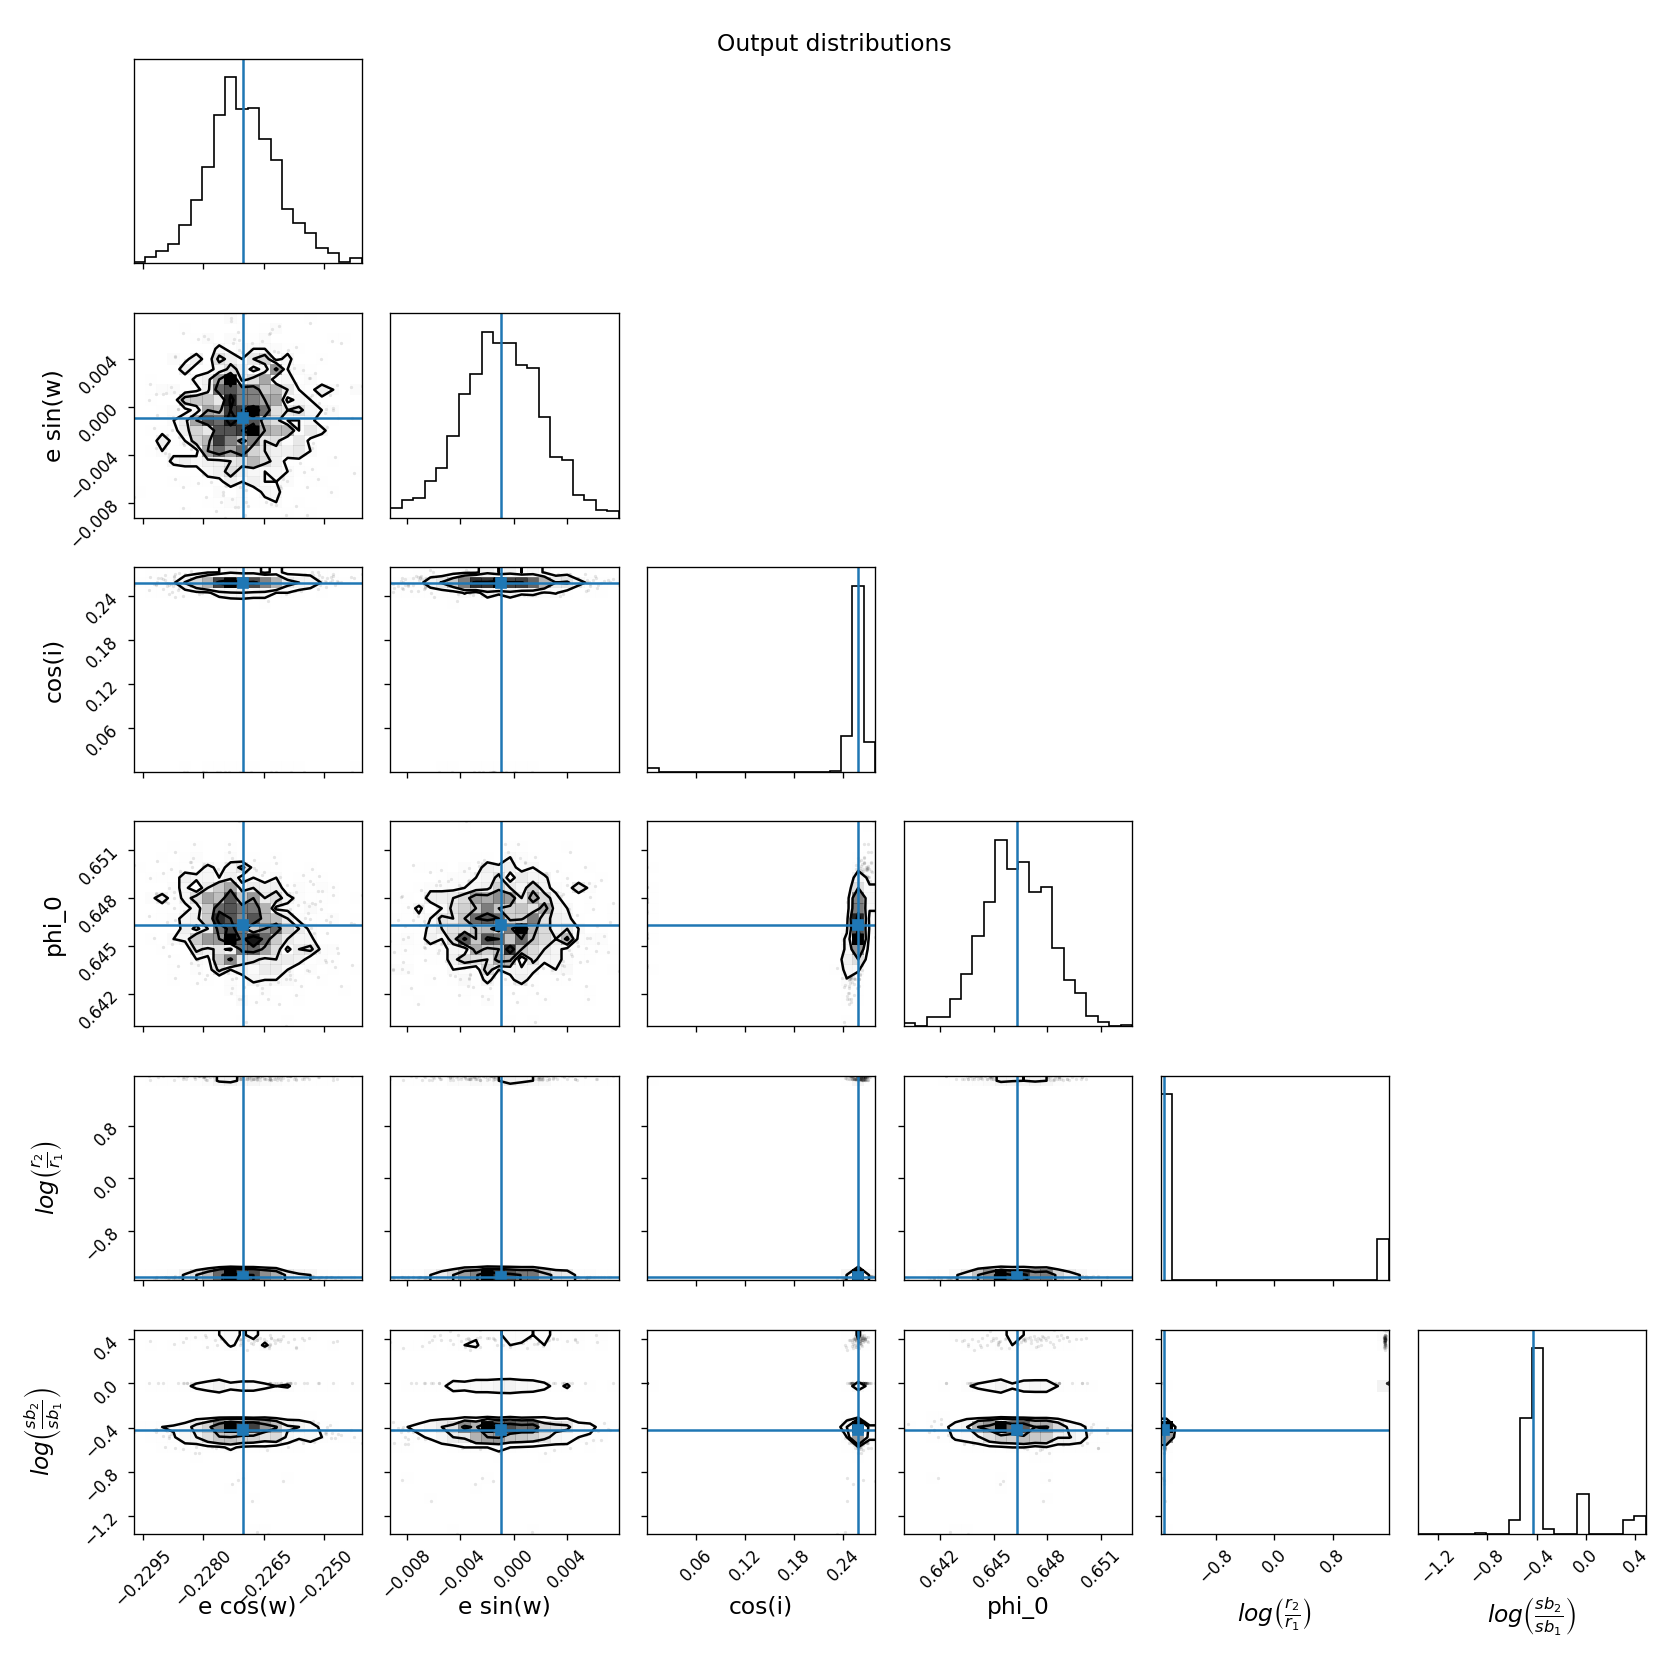 Output distributions
e sin(w)
0.004
0.000
−0.004
−0.008
cos(i)
0.24
0.18
0.12
0.06
phi_0
0.651
0.648
0.645
0.642
log(r₂/r₁)
0.8
0.0
−0.8
log(sb₂/sb₁)
0.4
0.0
−0.4
−0.8
−1.2
−0.2295 −0.2280 −0.2265 −0.2250
−0.008 −0.004 0.000 0.004
0.06 0.12 0.18 0.24
0.642 0.645 0.648 0.651
−0.8 0.0 0.8
−1.2 −0.8 −0.4 0.0 0.4
e cos(w)
e sin(w)
cos(i)
phi_0
log(r₂/r₁)
log(sb₂/sb₁)